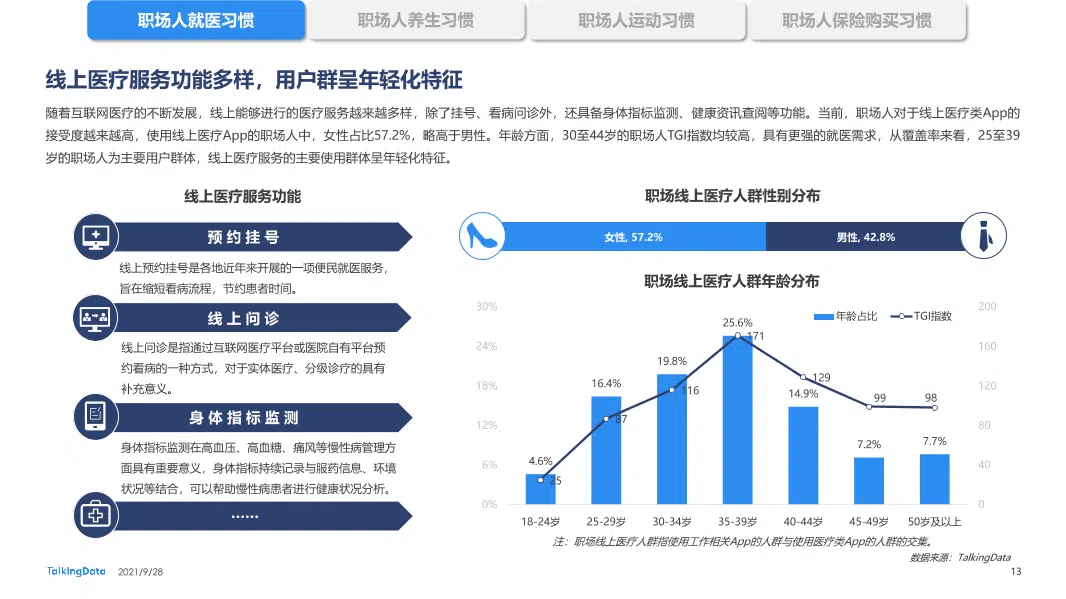 职场人就医习惯
职场人养生习惯
职场人运动习惯
职场人保险购买习惯
线上医疗服务功能多样，用户群呈年轻化特征
随着互联网医疗的不断发展，线上能够进行的医疗服务越来越多样，除了挂号、看病问诊外，还具备身体指标监测、健康资讯查阅等功能。当前，职场人对于线上医疗类App的
接受度越来越高，使用线上医疗App的职场人中，女性占比57.2%，略高于男性。年龄方面，30至44岁的职场人TGI指数均较高，具有更强的就医需求，从覆盖率来看，25至39
岁的职场人为主要用户群体，线上医疗服务的主要使用群体呈年轻化特征。
线上医疗服务功能
预约挂号
线上预约挂号是各地近年来开展的一项便民就医服务，
旨在缩短看病流程，节约患者时间。
线上问诊
线上问诊是指通过互联网医疗平台或医院自有平台预
约看病的一种方式，对于实体医疗、分级诊疗的具有
补充意义。
身体指标监测
身体指标监测在高血压、高血糖、痛风等慢性病管理方
面具有重要意义，身体指标持续记录与服药信息、环境
状况等结合，可以帮助慢性病患者进行健康状况分析。
……
职场线上医疗人群性别分布
女性, 57.2%
男性, 42.8%
职场线上医疗人群年龄分布
年龄占比
TGI指数
30%
24%
18%
12%
6%
0%
200
160
120
80
40
0
4.6%
16.4%
19.8%
25.6%
14.9%
7.2%
7.7%
25
87
116
171
129
99
98
18-24岁
25-29岁
30-34岁
35-39岁
40-44岁
45-49岁
50岁及以上
注：职场线上医疗人群指使用工作相关App的人群与使用医疗类App的人群的交集。
数据来源：TalkingData
TalkingData
2021/9/28
13